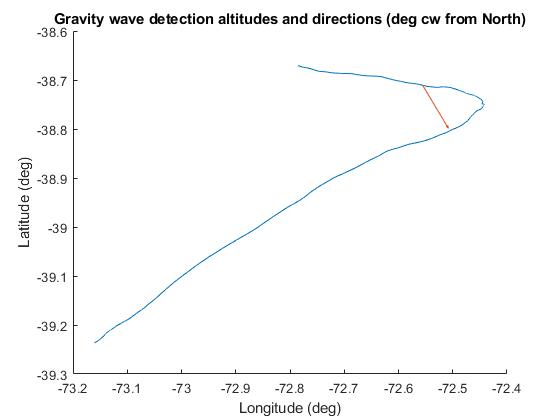 Gravity wave detection altitudes and directions (deg cw from North)
-38.6
-38.7
-38.8
-38.9
-39
-39.1
-39.2
-39.3
Latitude (deg)
-73.2 -73.1 -73 -72.9 -72.8 -72.7 -72.6 -72.5 -72.4
Longitude (deg)